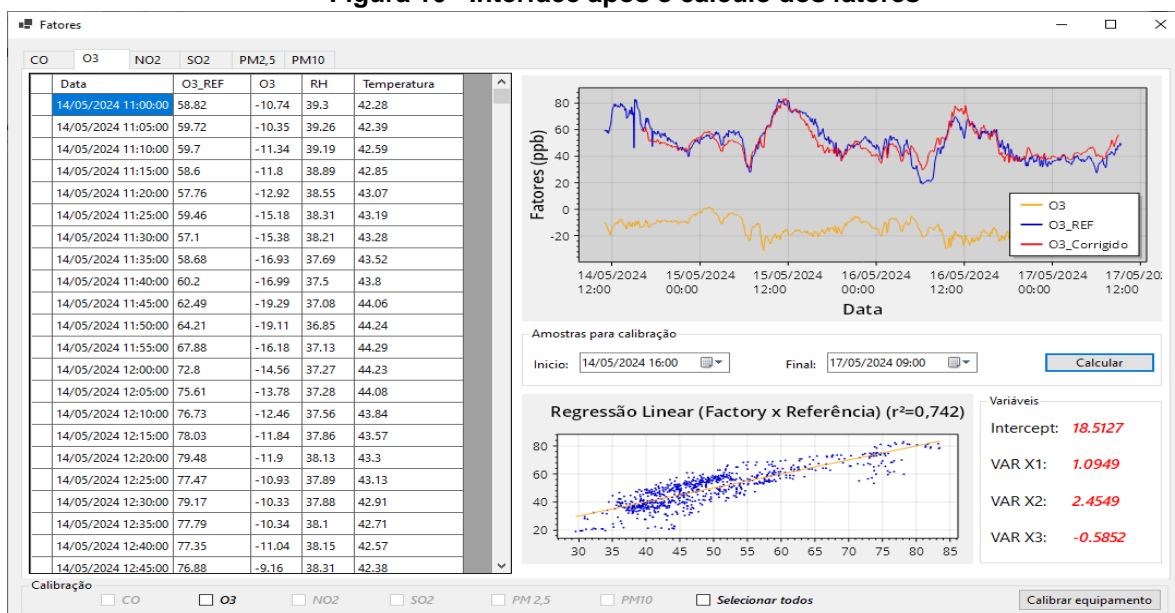 Figura 16 - Interface após o cálculo dos fatores
Fatores
CO O3 NO2 SO2 PM2,5 PM10
Data O3_REF O3 RH Temperatura
14/05/2024 11:00:00 58.82 -10.74 39.3 42.28
14/05/2024 11:05:00 59.72 -10.35 39.26 42.39
14/05/2024 11:10:00 59.7 -11.34 39.19 42.59
14/05/2024 11:15:00 58.6 -11.8 38.89 42.85
14/05/2024 11:20:00 57.76 -12.92 38.55 43.07
14/05/2024 11:25:00 59.46 -15.18 38.31 43.19
14/05/2024 11:30:00 57.1 -15.38 38.21 43.28
14/05/2024 11:35:00 58.68 -16.93 37.69 43.52
14/05/2024 11:40:00 60.2 -16.99 37.5 43.8
14/05/2024 11:45:00 62.49 -19.29 37.08 44.06
14/05/2024 11:50:00 64.21 -19.11 36.85 44.24
14/05/2024 11:55:00 67.88 -16.18 37.13 44.29
14/05/2024 12:00:00 72.8 -14.56 37.27 44.23
14/05/2024 12:05:00 75.61 -13.78 37.28 44.08
14/05/2024 12:10:00 76.73 -12.46 37.56 43.84
14/05/2024 12:15:00 78.03 -11.84 37.86 43.57
14/05/2024 12:20:00 79.48 -11.9 38.13 43.3
14/05/2024 12:25:00 77.47 -10.93 37.89 43.13
14/05/2024 12:30:00 79.17 -10.33 37.88 42.91
14/05/2024 12:35:00 77.79 -10.34 38.1 42.71
14/05/2024 12:40:00 77.35 -11.04 38.15 42.57
14/05/2024 12:45:00 76.88 -9.16 38.31 42.38
Fatores (ppb)
80
60
40
20
0
-20
O3
O3_REF
O3_Corrigido
14/05/2024 15/05/2024 15/05/2024 16/05/2024 16/05/2024 17/05/2024 17/05/20
12:00 00:00 12:00 00:00 12:00 00:00 12:00
Data
Amostras para calibração
Inicio: 14/05/2024 16:00 Final: 17/05/2024 09:00 Calcular
Regressão Linear (Factory x Referência) (r²=0,742)
80
60
40
20
30 35 40 45 50 55 60 65 70 75 80 85
Variáveis
Intercept: 18.5127
VAR X1: 1.0949
VAR X2: 2.4549
VAR X3: -0.5852
Calibração
CO O3 NO2 SO2 PM 2,5 PM10 Selecionar todos Calibrar equipamento